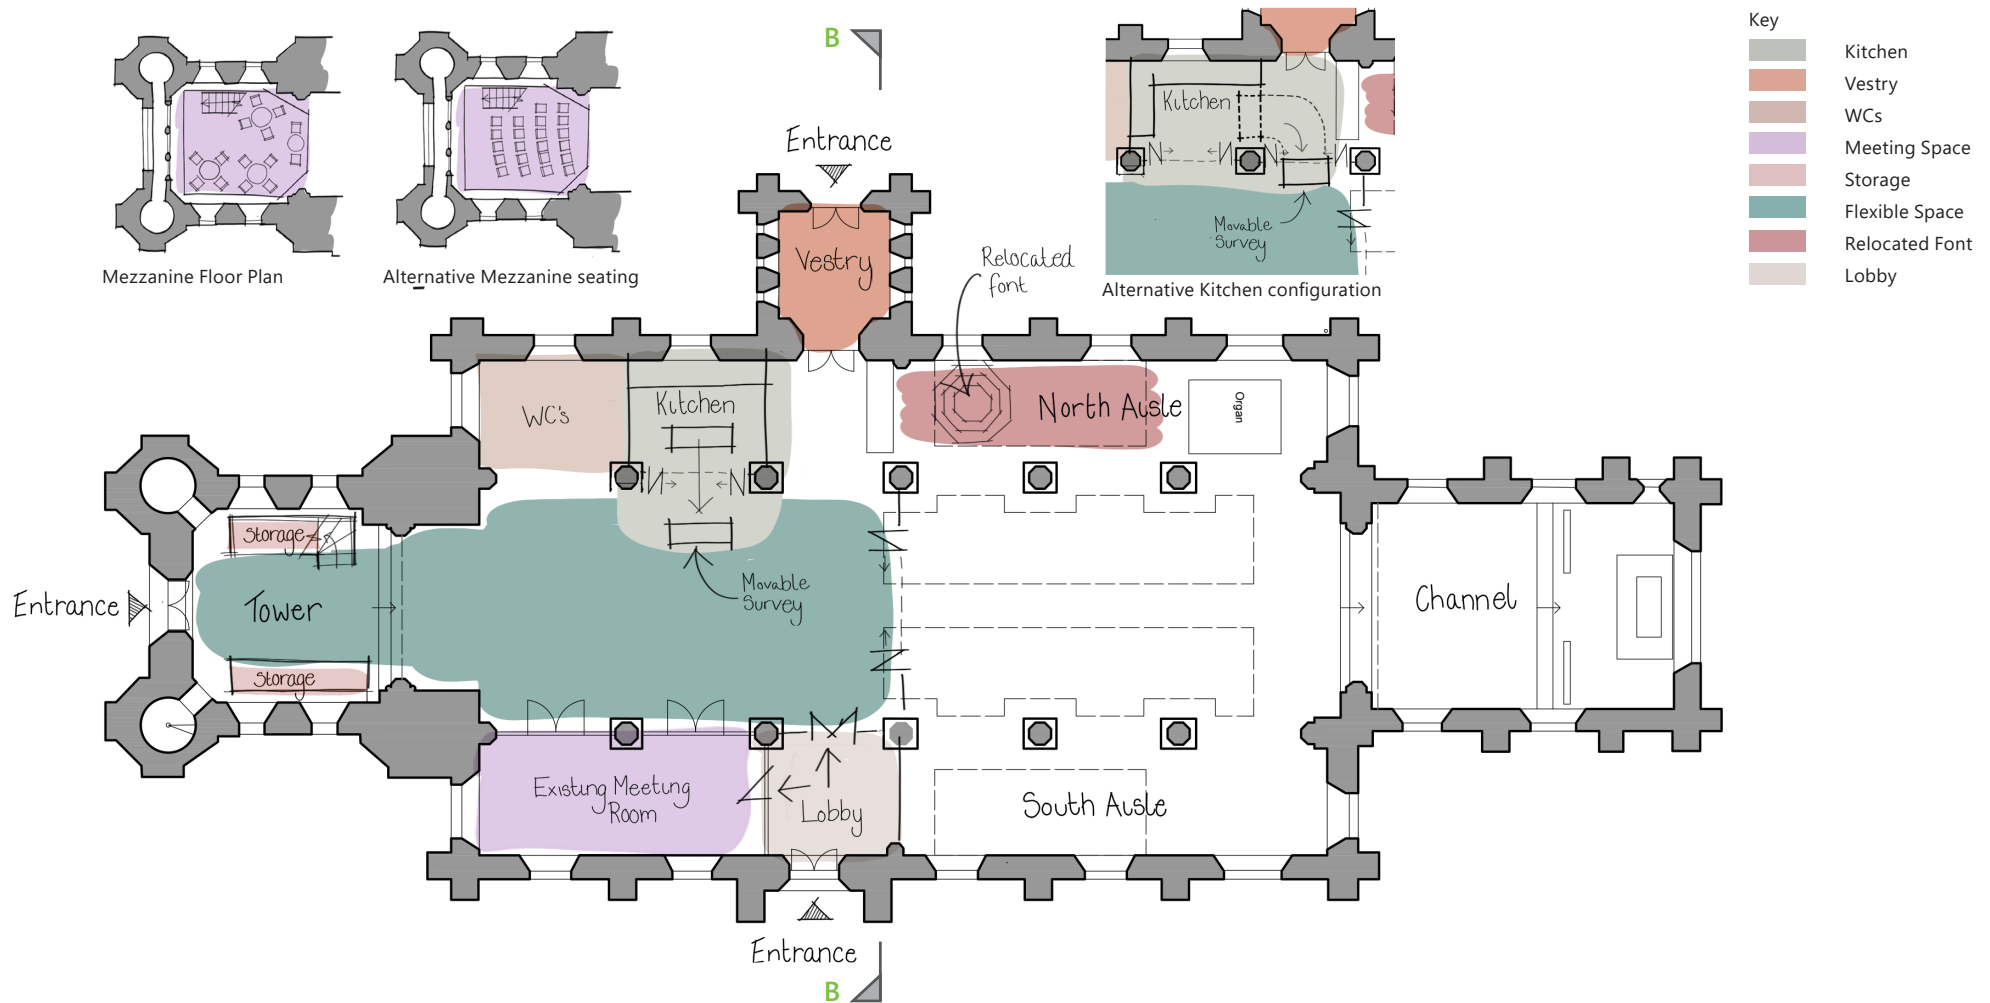 B
Key
Kitchen
Vestry
WCs
Meeting Space
Storage
Flexible Space
Relocated Font
Lobby
Mezzanine Floor Plan
Alternative Mezzanine seating
Entrance
Kitchen
Movable
Survey
Alternative Kitchen configuration
Vestry
Relocated
font
WC's
Kitchen
North Aisle
Organ
Storage
Entrance
Tower
Movable
Survey
Channel
Storage
Existing Meeting
Room
Lobby
South Aisle
Entrance
B